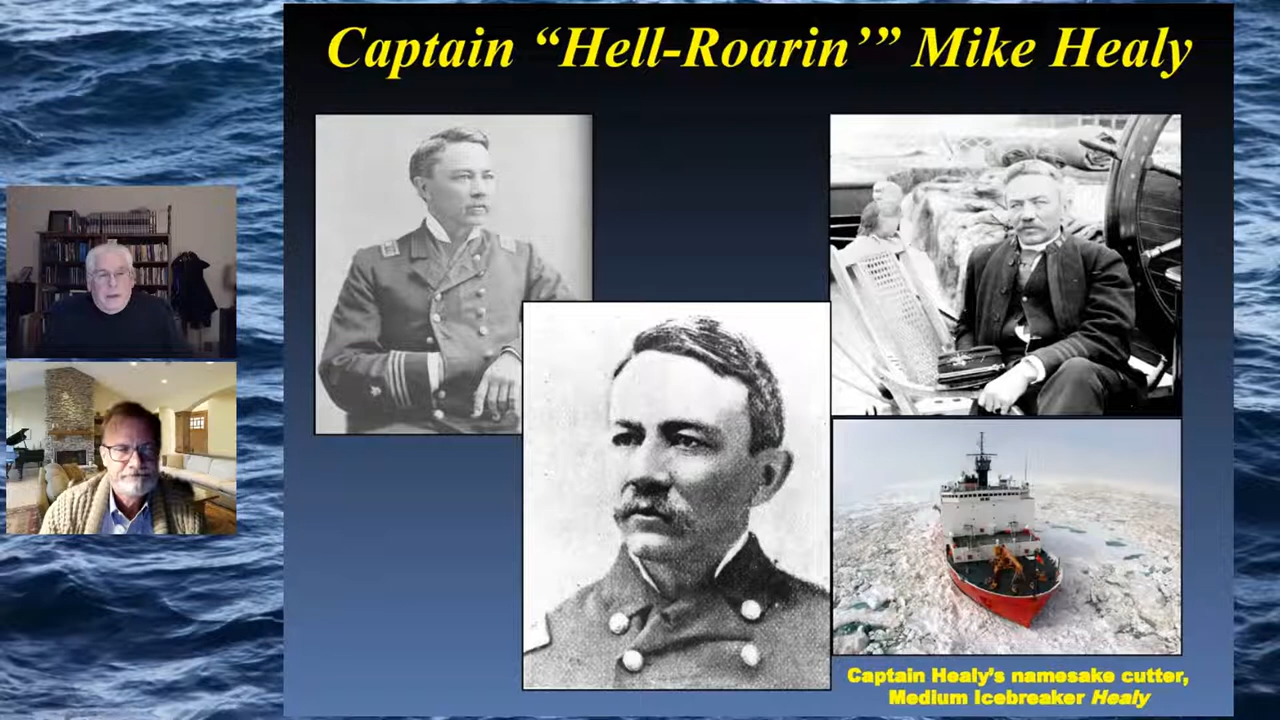 Captain “Hell-Roarin’” Mike Healy
Captain Healy’s namesake cutter,
Medium Icebreaker Healy